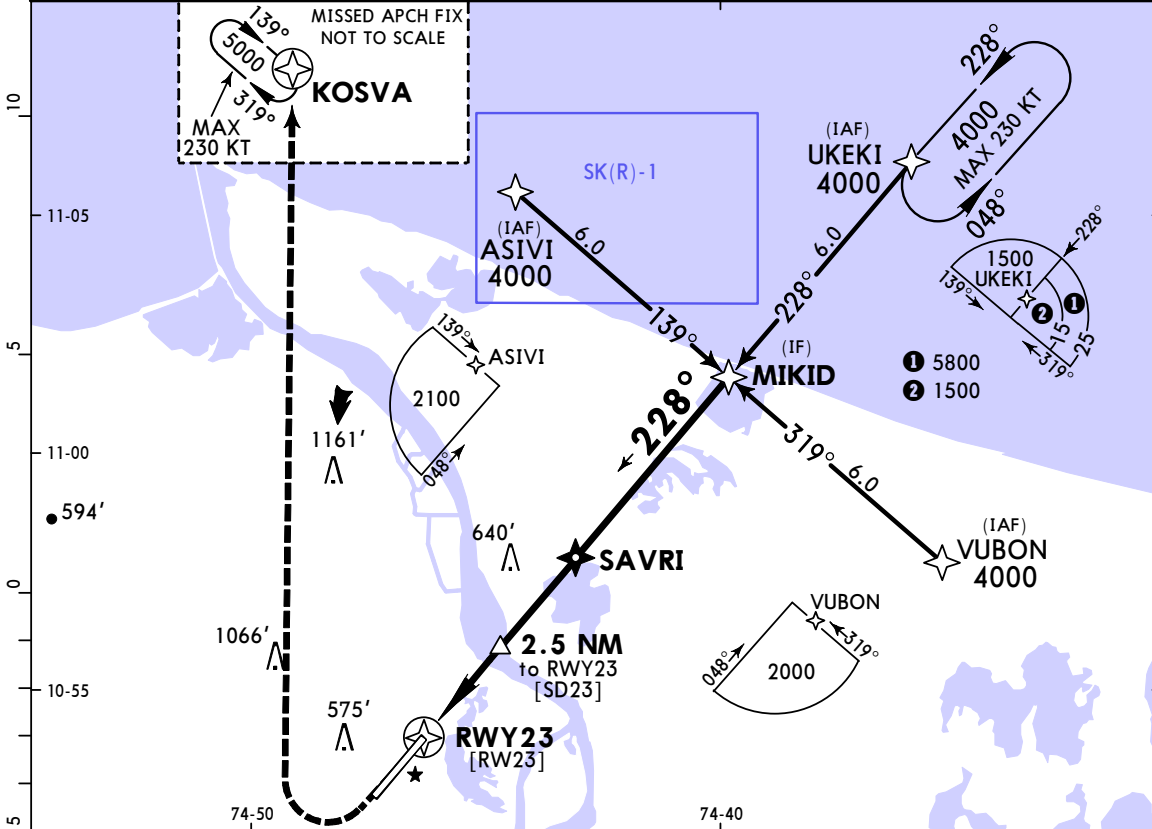 MISSED APCH FIX
NOT TO SCALE
139°
5000
319°
KOSVA
MAX
230 KT
10
SK(R)-1
228°
4000
MAX 230 KT
048°
(IAF)
UKEKI
4000
11-05
(IAF)
ASIVI
4000
6.0
139°
6.0
228°
228°
1500
UKEKI
139°
1
2
15
25
319°
1 5800
2 1500
5
139°
ASIVI
2100
048°
(IF)
MIKID
228°
1161'
11-00
319°
6.0
594'
640'
(IAF)
VUBON
4000
SAVRI
0
VUBON
319°
048°
2000
1066'
2.5 NM
to RWY23
[SD23]
10-55
575'
RWY23
[RW23]
5
74-50
74-40